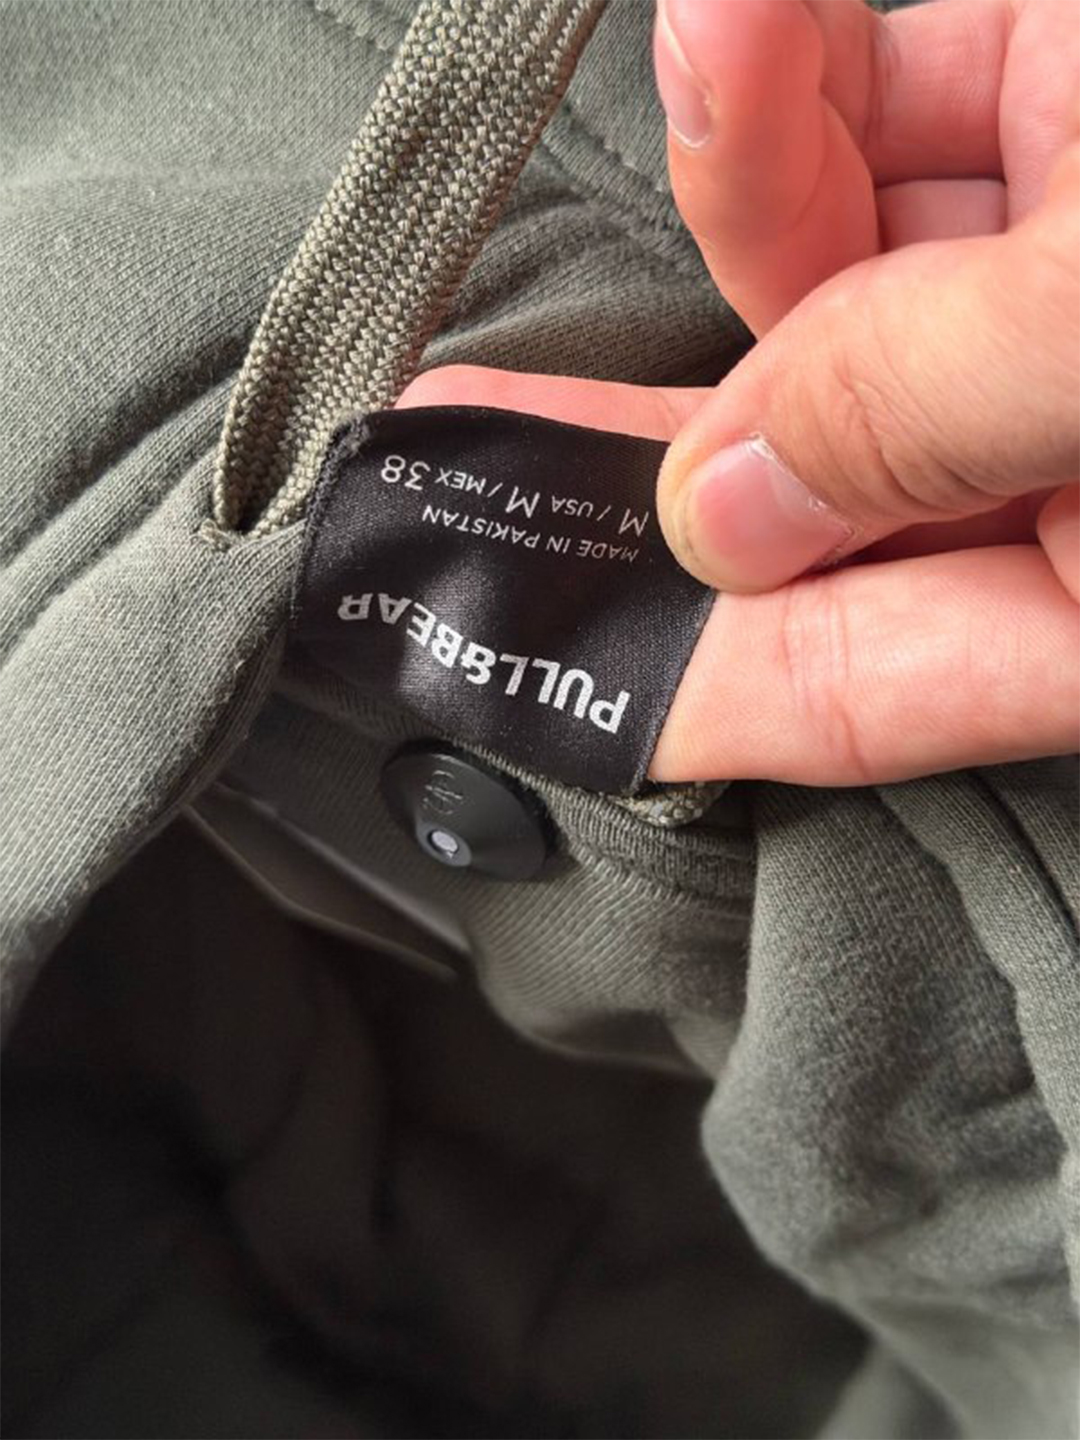 PULL&BEAR
MADE IN PAKISTAN
M / USA M / MEX 38